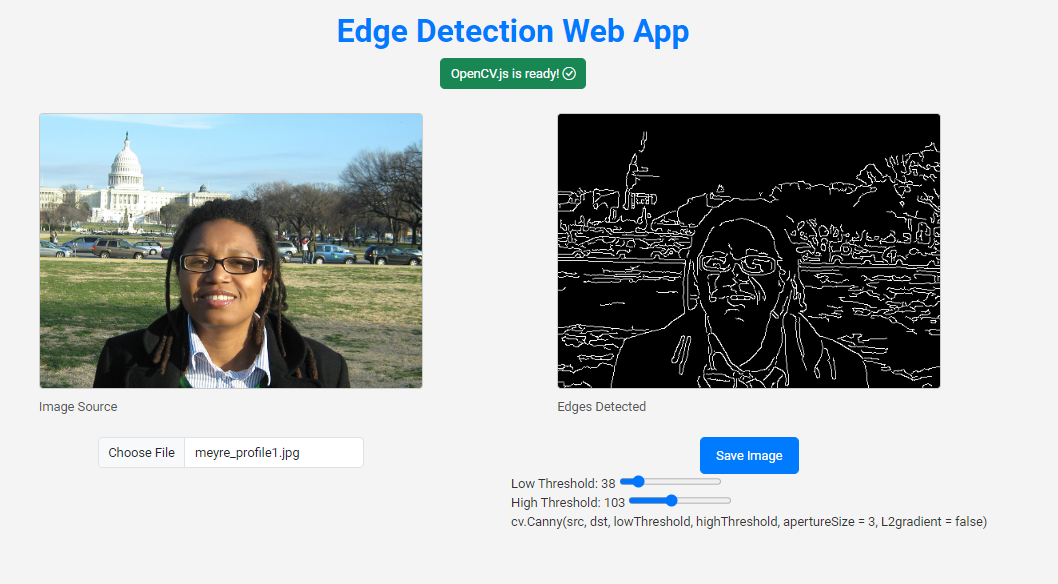 Edge Detection Web App
OpenCV.js is ready!
Image Source
Edges Detected
Choose File meyre_profile1.jpg
Save Image
Low Threshold: 38
High Threshold: 103
cv.Canny(src, dst, lowThreshold, highThreshold, apertureSize = 3, L2gradient = false)